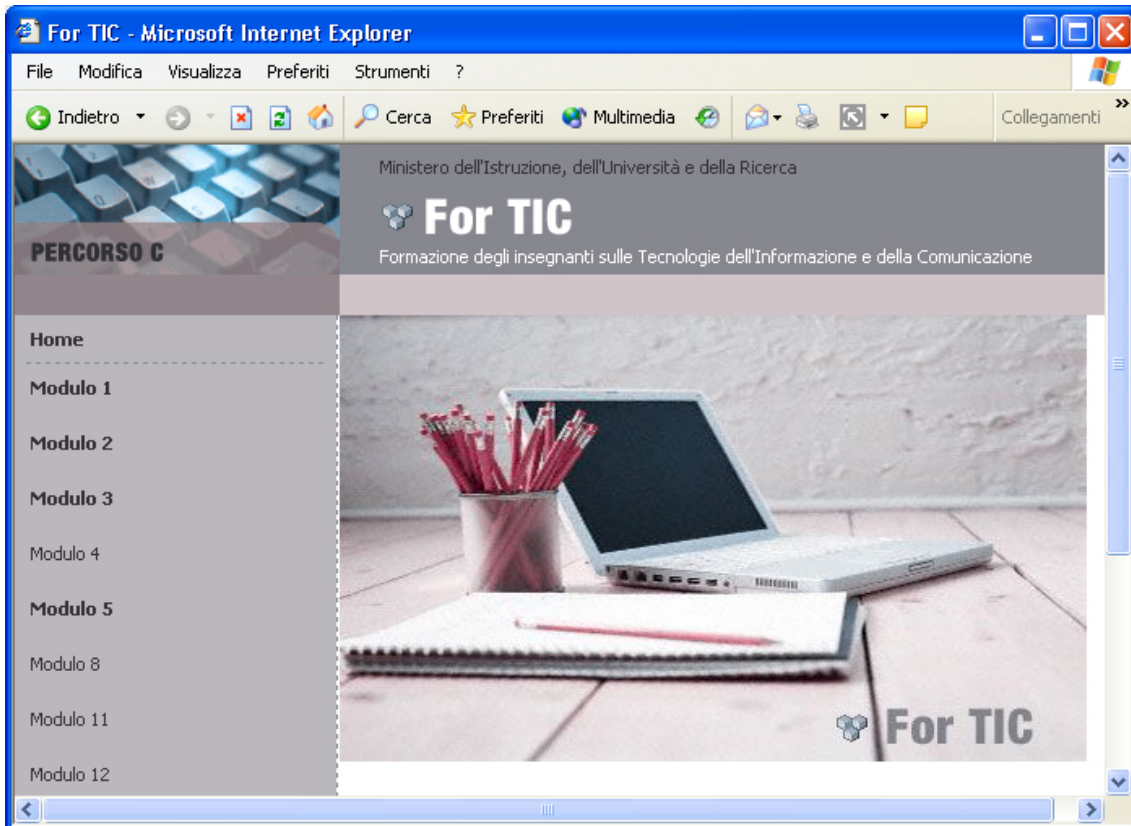 For TIC - Microsoft Internet Explorer
File Modifica Visualizza Preferiti Strumenti ?
Indietro Cerca Preferiti Multimedia Collegamenti »
Ministero dell'Istruzione, dell'Università e della Ricerca
For TIC
PERCORSO C
Formazione degli insegnanti sulle Tecnologie dell'Informazione e della Comunicazione
Home
Modulo 1
Modulo 2
Modulo 3
Modulo 4
Modulo 5
Modulo 8
Modulo 11
For TIC
Modulo 12